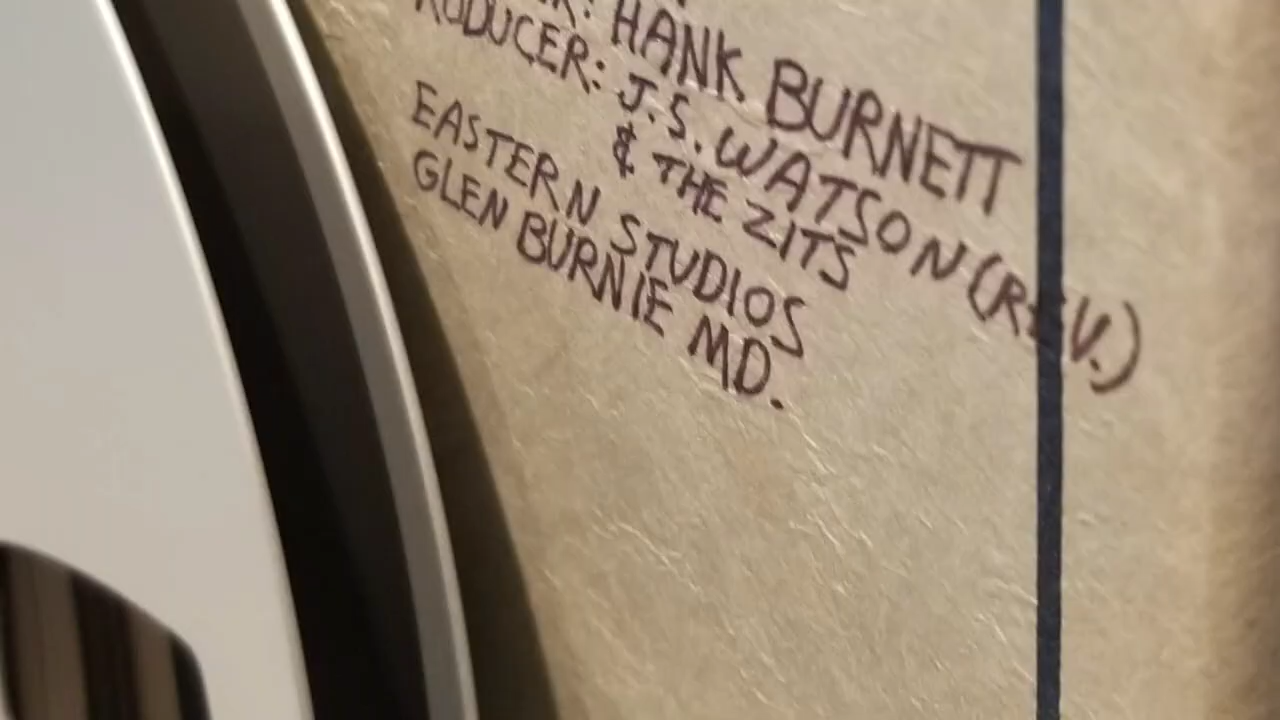 HANK BURNETT
RODUCER: J.S. WATSON (REV.)
& THE ZITS
EASTERN STUDIOS
GLEN BURNIE MD.